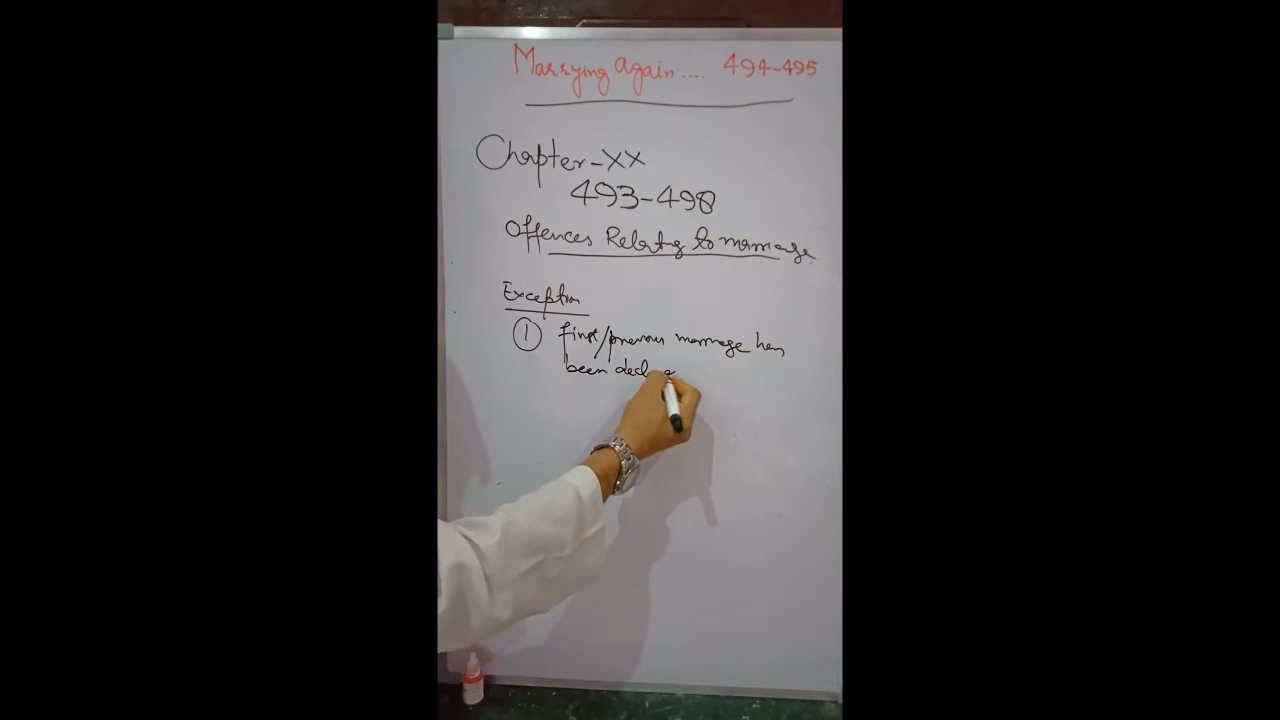 Marrying again.... 494-495
Chapter-XX
493-498
Offences Relating to marriage
Exception
① first/previous marriage has
been declare